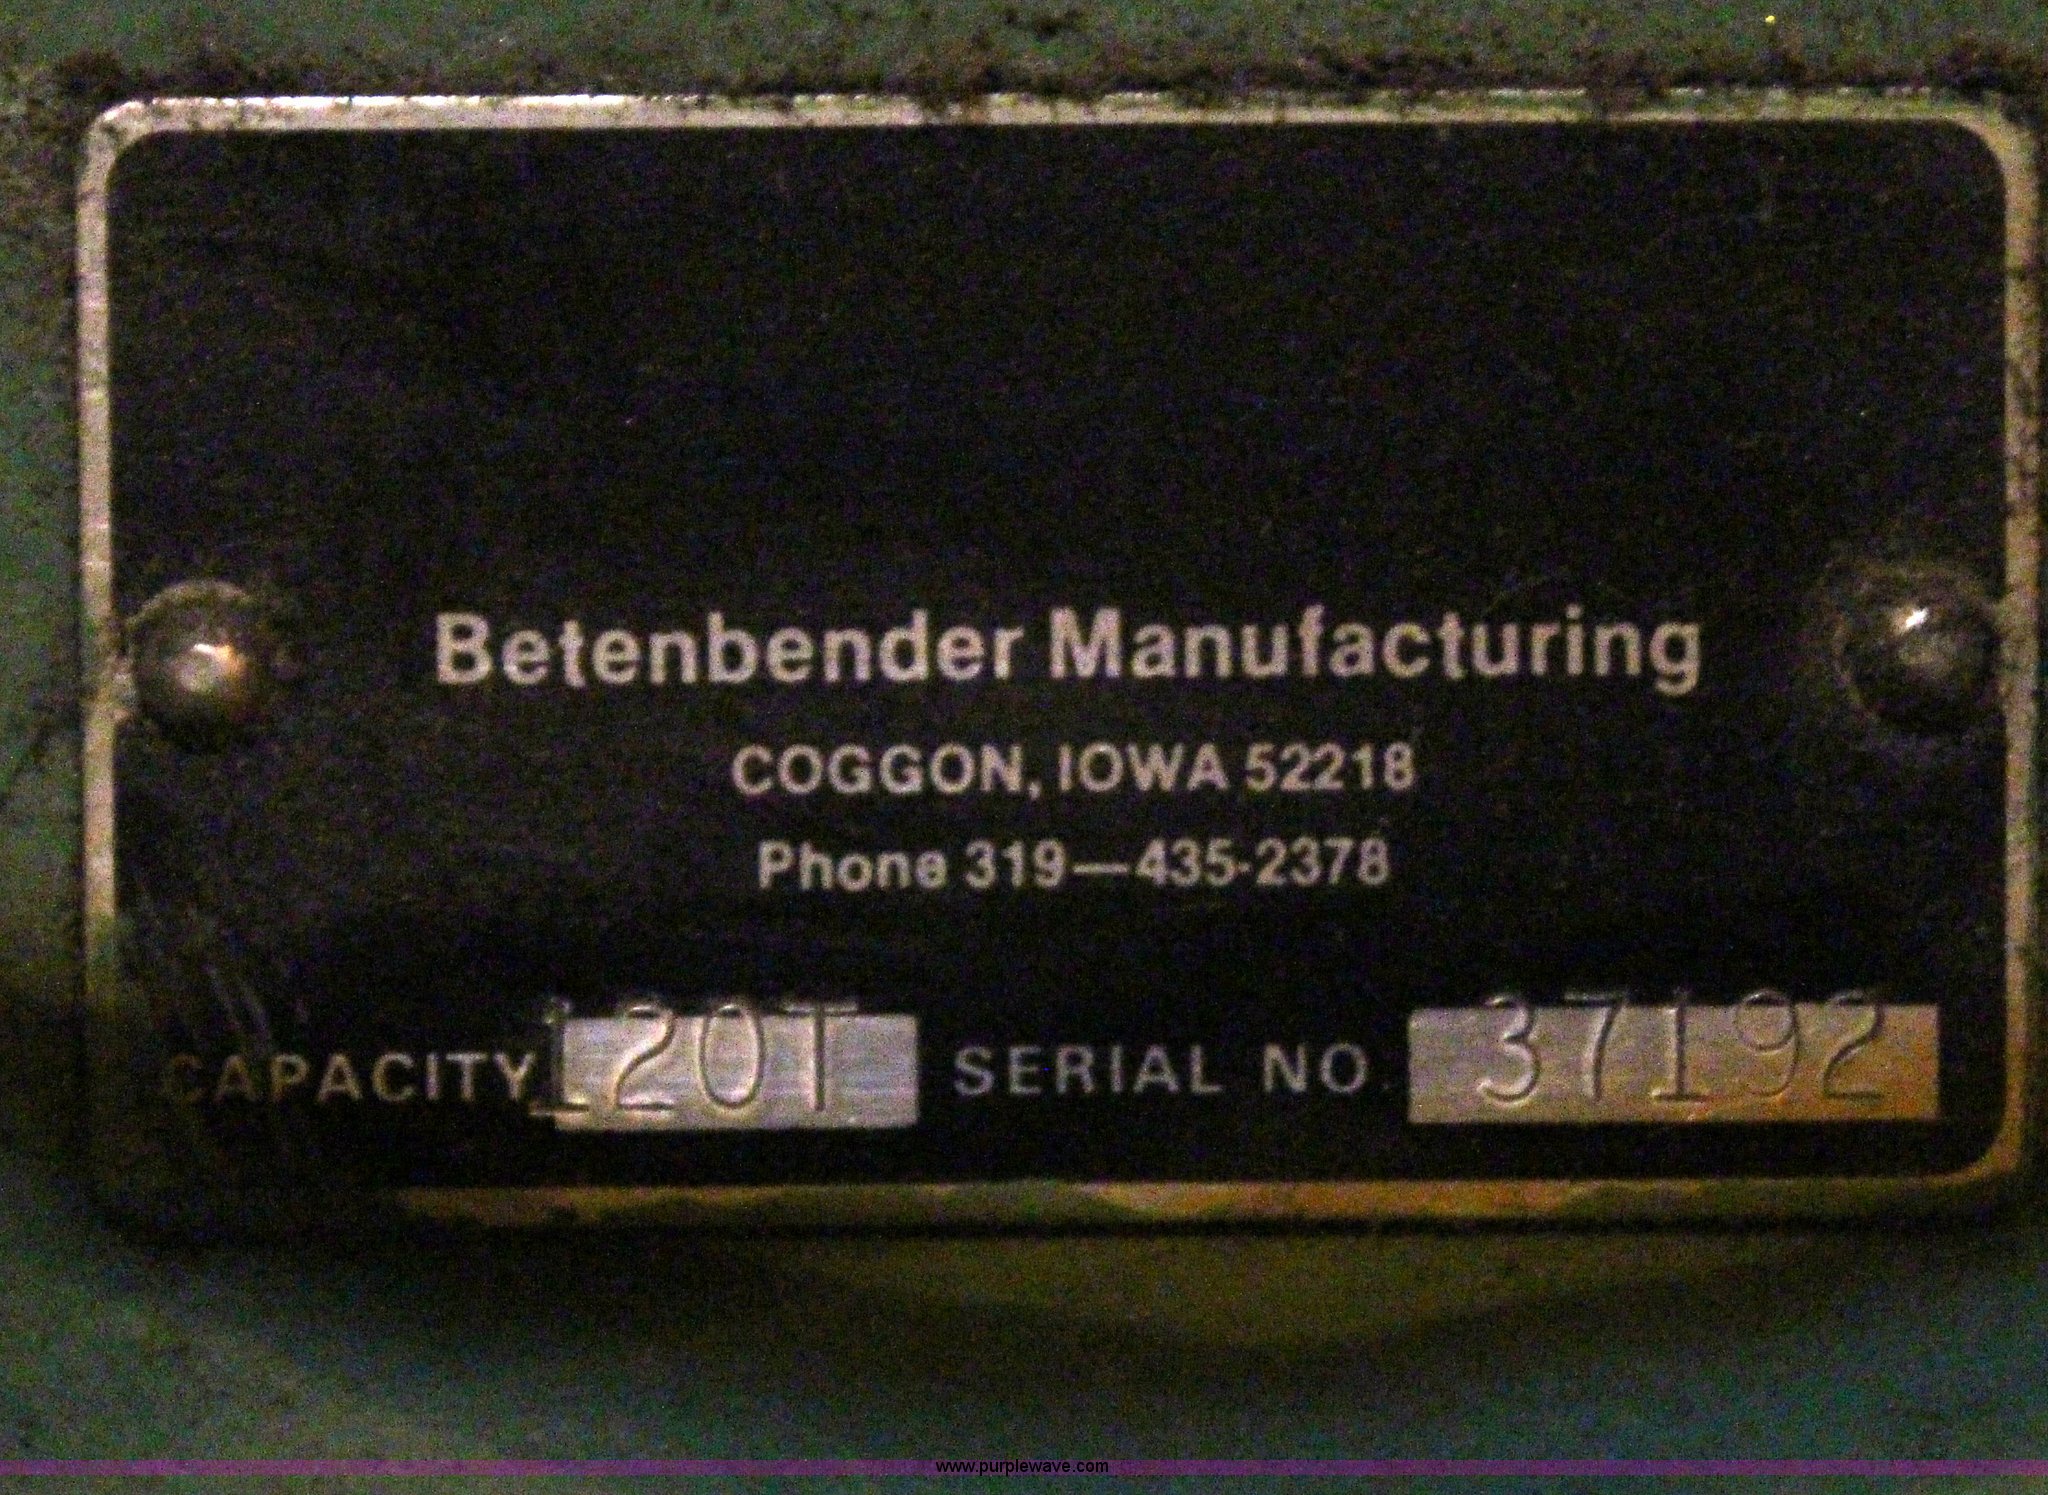 Betenbender Manufacturing
COGGON, IOWA 52218
Phone 319—435-2378
CAPACITY 120T SERIAL NO. 37192
www.purplewave.com